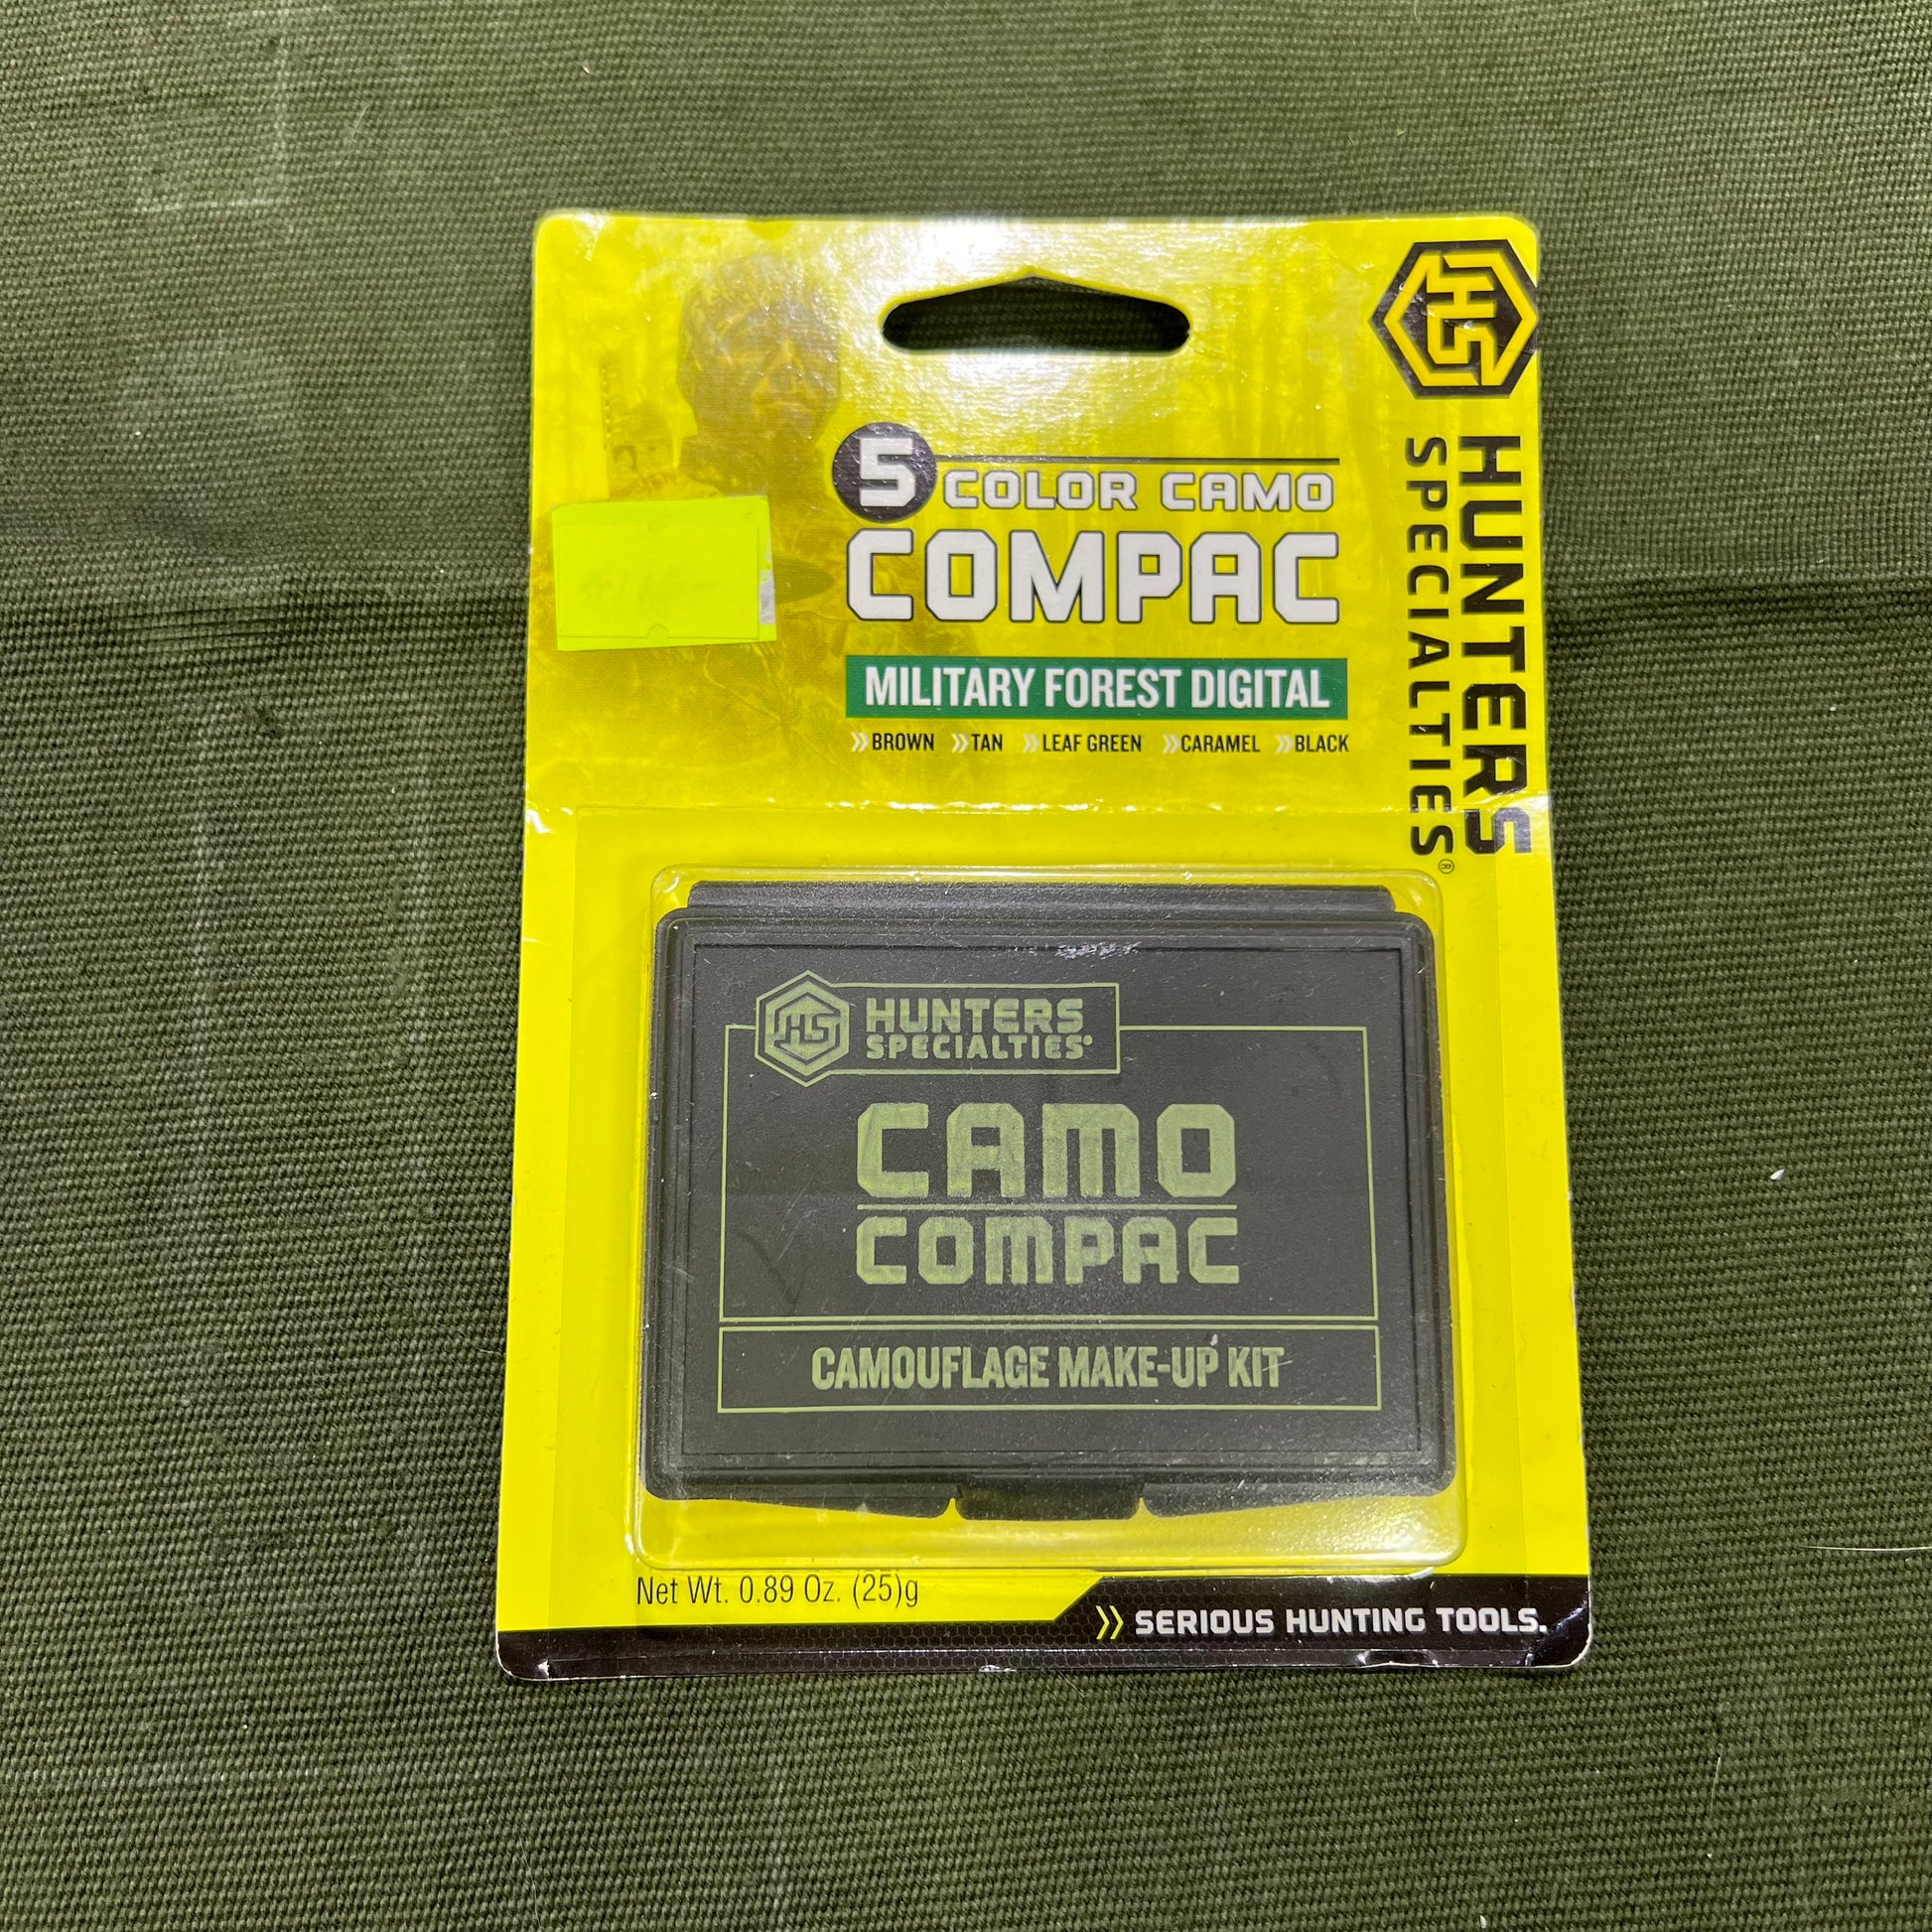 HS
HUNTERS
SPECIALTIES®
5 COLOR CAMO
COMPAC
MILITARY FOREST DIGITAL
» BROWN » TAN » LEAF GREEN » CARAMEL » BLACK
HS HUNTERS
SPECIALTIES®
CAMO
COMPAC
CAMOUFLAGE MAKE-UP KIT
Net Wt. 0.89 Oz. (25)g
» SERIOUS HUNTING TOOLS.